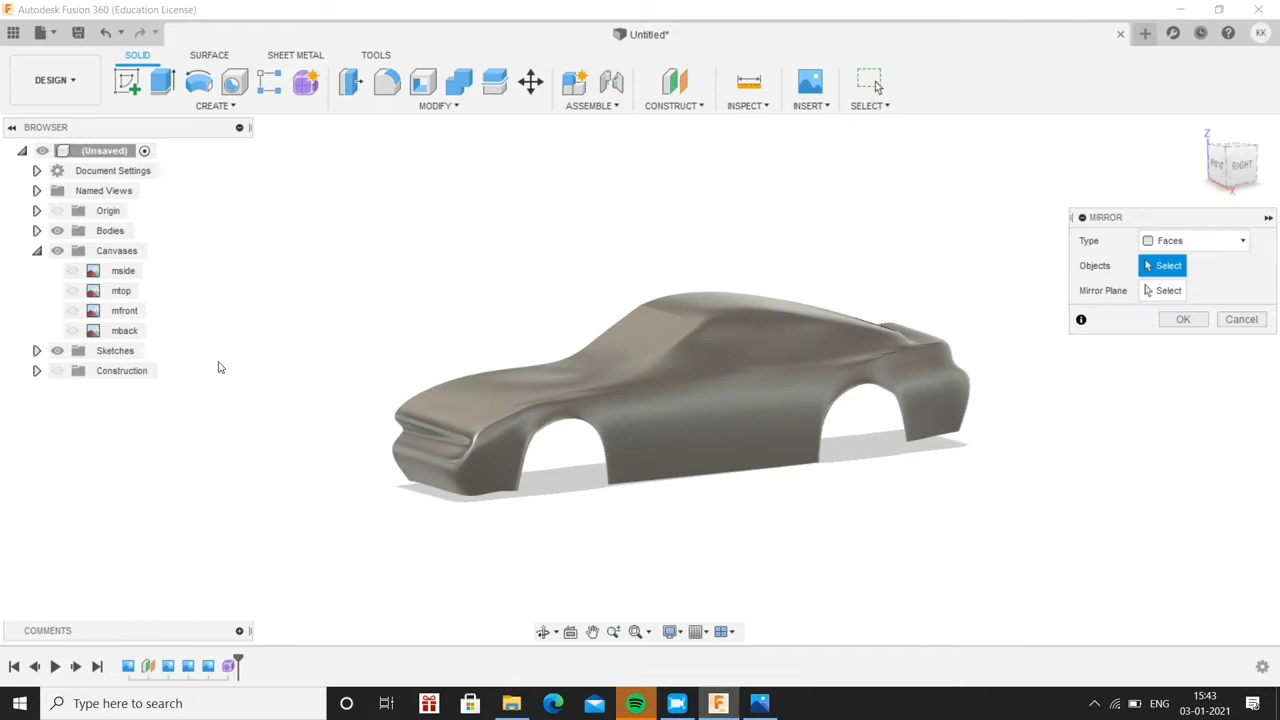 Autodesk Fusion 360 (Education License)
Untitled*
KK
DESIGN
SOLID
SURFACE
SHEET METAL
TOOLS
CREATE
MODIFY
ASSEMBLE
CONSTRUCT
INSPECT
INSERT
SELECT
BROWSER
(Unsaved)
Document Settings
Named Views
Origin
Bodies
Canvases
mside
mtop
mfront
mback
Sketches
Construction
Z
RIGHT
X
MIRROR
Type
Faces
Objects
Select
Mirror Plane
Select
OK
Cancel
COMMENTS
Type here to search
ENG
15:43
03-01-2021